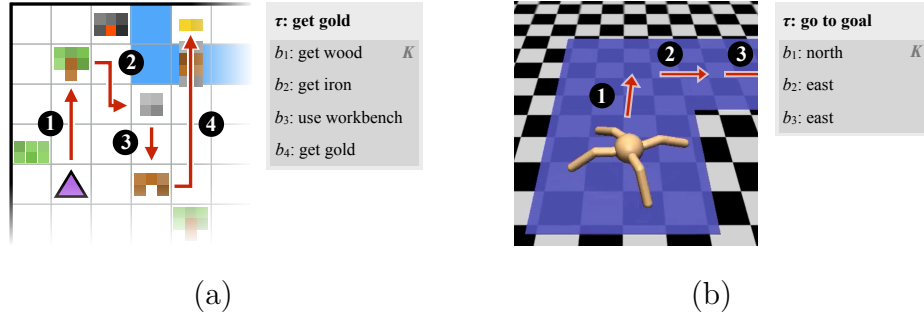 τ: get gold
b₁: get wood K
b₂: get iron
b₃: use workbench
b₄: get gold
1
2
3
4
(a)
τ: go to goal
b₁: north K
b₂: east
b₃: east
1
2
3
(b)